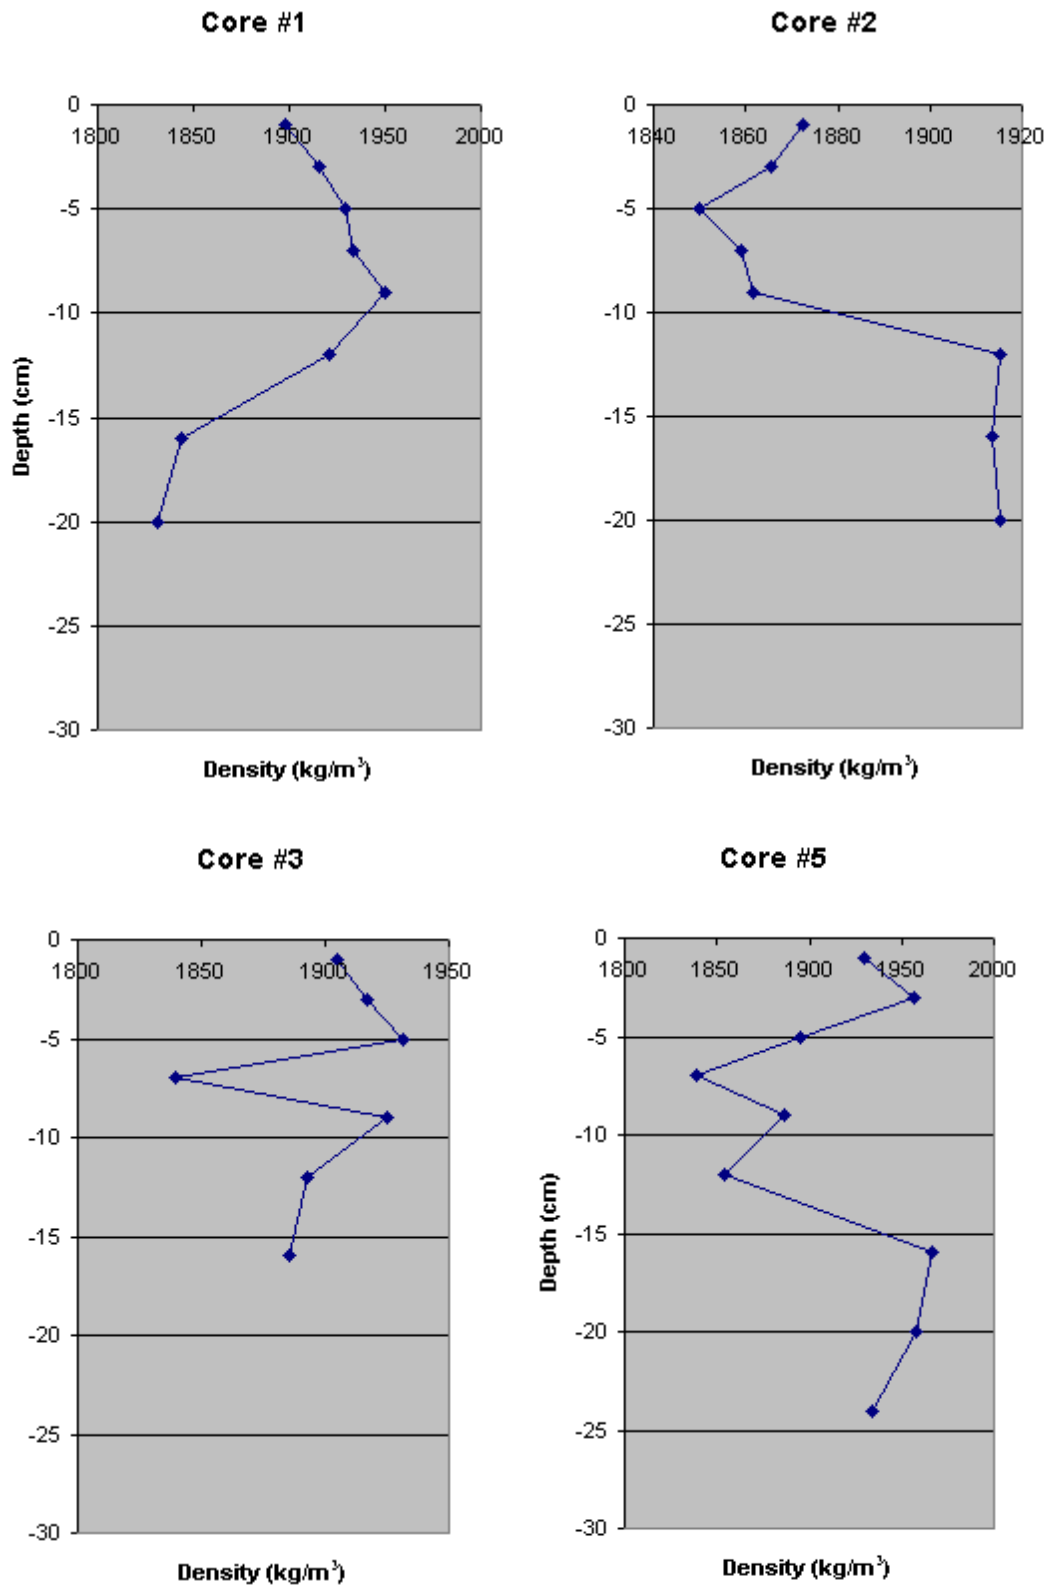 Core #1
0
1800 1850 1900 1950 2000
-5
-10
-15
-20
-25
-30
Depth (cm)
Density (kg/m³)
Core #2
0
1840 1860 1880 1900 1920
-5
-10
-15
-20
-25
-30
Density (kg/m³)
Core #3
0
1800 1850 1900 1950
-5
-10
-15
-20
-25
-30
Density (kg/m³)
Core #5
0
1800 1850 1900 1950 2000
-5
-10
-15
-20
-25
-30
Depth (cm)
Density (kg/m³)